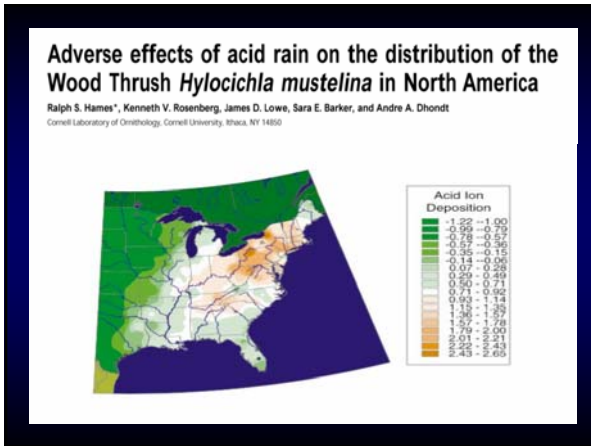 Adverse effects of acid rain on the distribution of the
Wood Thrush Hylocichla mustelina in North America
Ralph S. Hames*, Kenneth V. Rosenberg, James D. Lowe, Sara E. Barker, and Andre A. Dhondt
Cornell Laboratory of Ornithology, Cornell University, Ithaca, NY 14850
Acid Ion
Deposition
-1.22 --1.00
-0.99 --0.79
-0.78 --0.57
-0.57 --0.36
-0.35 --0.15
-0.14 --0.06
0.07 - 0.28
0.29 - 0.49
0.50 - 0.71
0.71 - 0.92
0.93 - 1.14
1.15 - 1.35
1.36 - 1.57
1.57 - 1.78
1.79 - 2.00
2.01 - 2.21
2.22 - 2.43
2.43 - 2.65